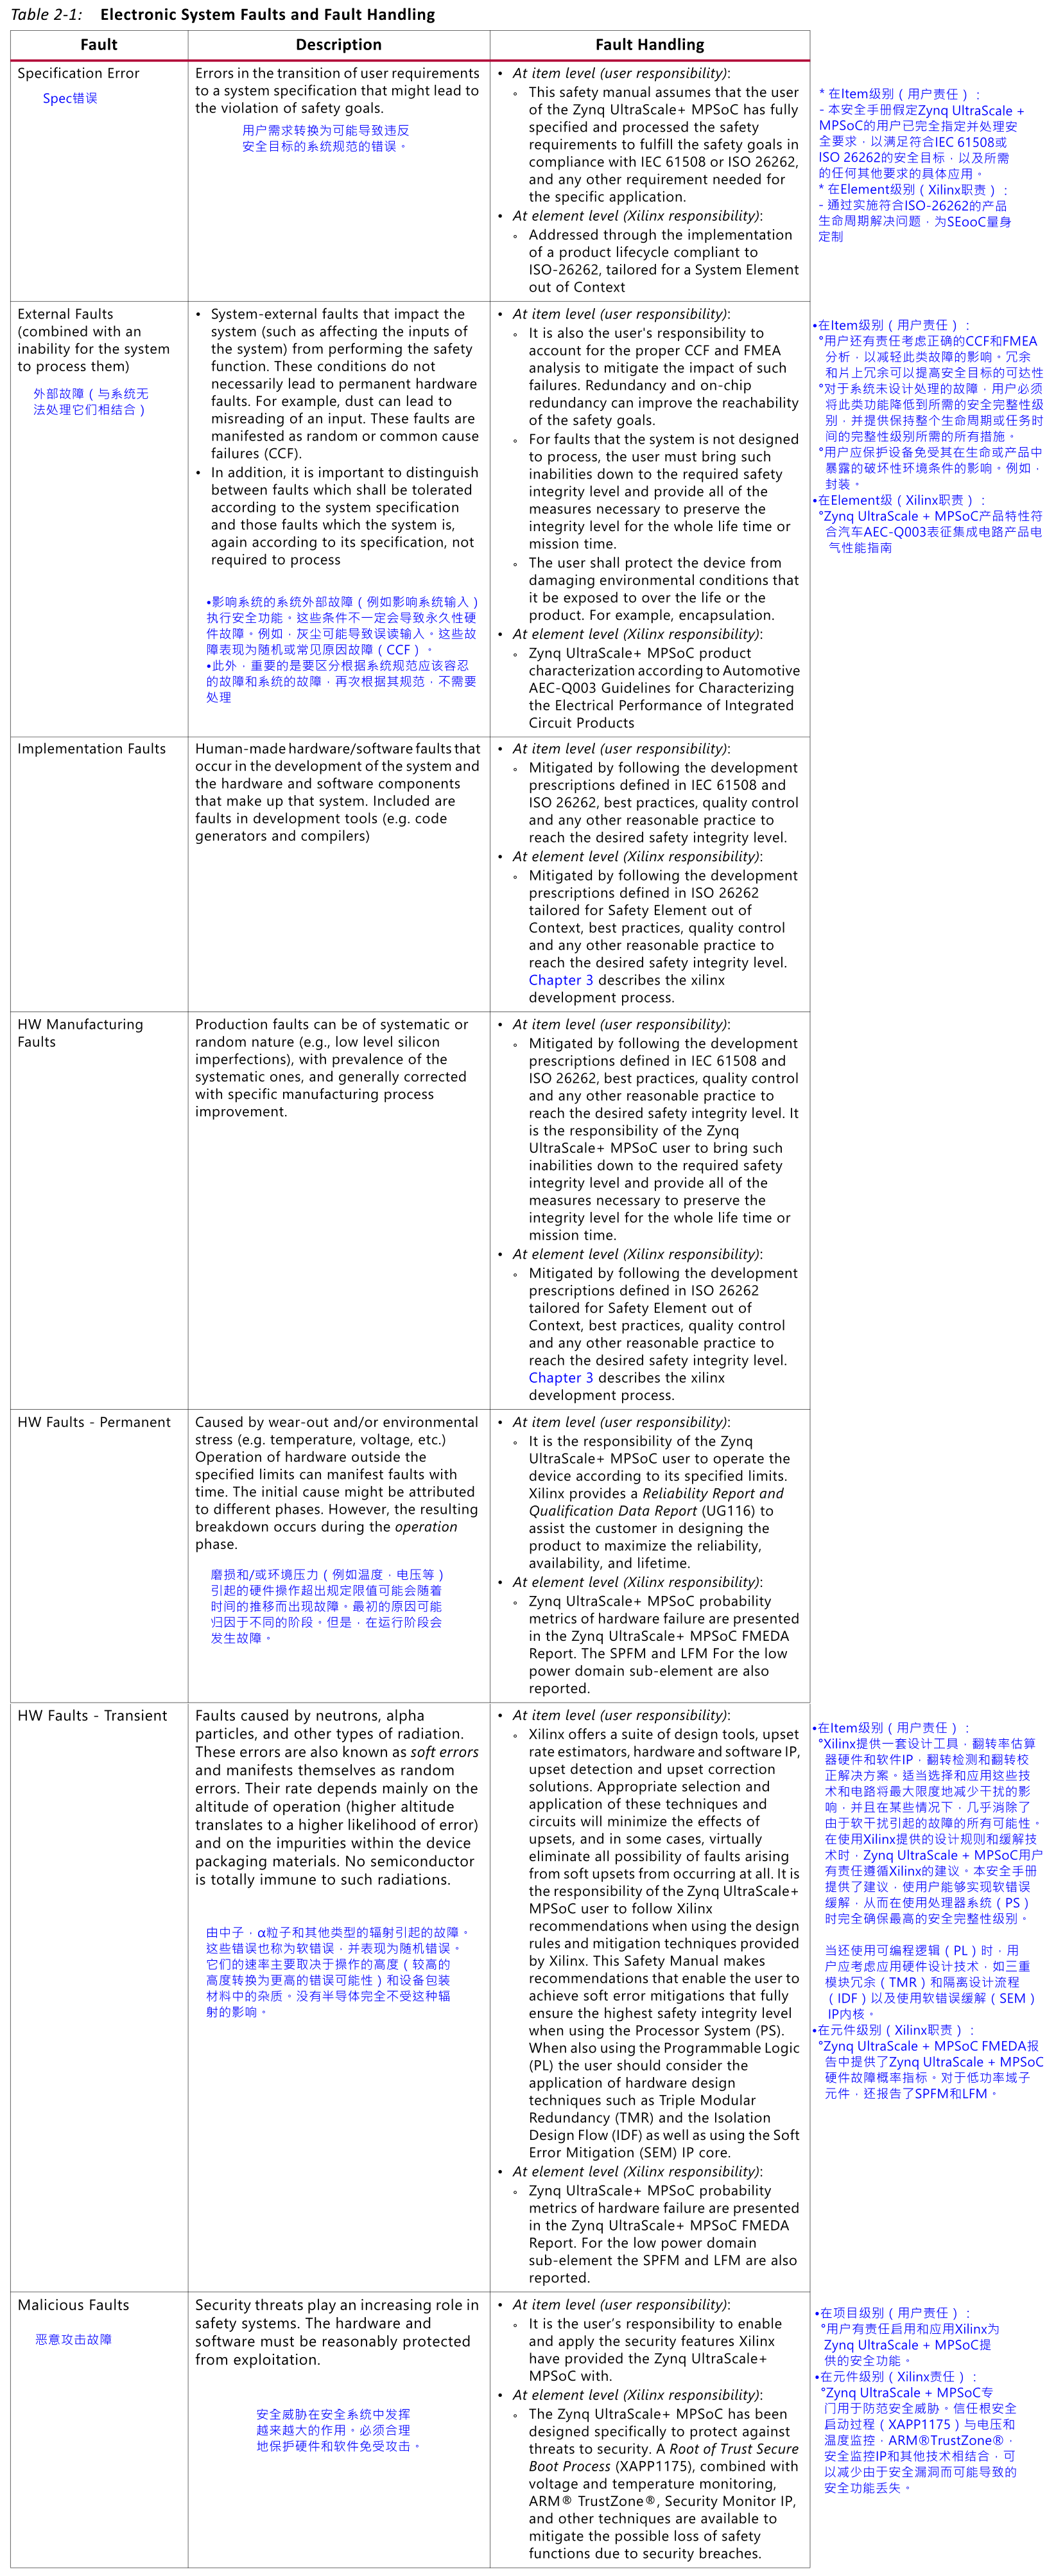 Table 2-1: Electronic System Faults and Fault Handling
Fault
Description
Fault Handling
Specification Error
Spec错误
Errors in the transition of user requirements
to a system specification that might lead to
the violation of safety goals.
用户需求转换为可能导致违反
安全目标的系统规范的错误。
• At item level (user responsibility):
◦ This safety manual assumes that the user
of the Zynq UltraScale+ MPSoC has fully
specified and processed the safety
requirements to fulfill the safety goals in
compliance with IEC 61508 or ISO 26262,
and any other requirement needed for
the specific application.
• At element level (Xilinx responsibility):
◦ Addressed through the implementation
of a product lifecycle compliant to
ISO-26262, tailored for a System Element
out of Context
* 在Item级别（用户责任）：
- 本安全手册假定Zynq UltraScale +
MPSoC的用户已完全指定并处理安
全要求，以满足符合IEC 61508或
ISO 26262的安全目标，以及所需
的任何其他要求的具体应用。
* 在Element级别（Xilinx职责）：
- 通过实施符合ISO-26262的产品
生命周期解决问题，为SEooC量身
定制
External Faults
(combined with an
inability for the system
to process them)
外部故障（与系统无
法处理它们相结合）
• System-external faults that impact the
system (such as affecting the inputs of
the system) from performing the safety
function. These conditions do not
necessarily lead to permanent hardware
faults. For example, dust can lead to
misreading of an input. These faults are
manifested as random or common cause
failures (CCF).
• In addition, it is important to distinguish
between faults which shall be tolerated
according to the system specification
and those faults which the system is,
again according to its specification, not
required to process
•影响系统的系统外部故障（例如影响系统输入）
执行安全功能。这些条件不一定会导致永久性硬
件故障。例如，灰尘可能导致误读输入。这些故
障表现为随机或常见原因故障（CCF）。
•此外，重要的是要区分根据系统规范应该容忍
的故障和系统的故障，再次根据其规范，不需要
处理
• At item level (user responsibility):
◦ It is also the user's responsibility to
account for the proper CCF and FMEA
analysis to mitigate the impact of such
failures. Redundancy and on-chip
redundancy can improve the reachability
of the safety goals.
◦ For faults that the system is not designed
to process, the user must bring such
inabilities down to the required safety
integrity level and provide all of the
measures necessary to preserve the
integrity level for the whole life time or
mission time.
◦ The user shall protect the device from
damaging environmental conditions that
it be exposed to over the life or the
product. For example, encapsulation.
• At element level (Xilinx responsibility):
◦ Zynq UltraScale+ MPSoC product
characterization according to Automotive
AEC-Q003 Guidelines for Characterizing
the Electrical Performance of Integrated
Circuit Products
•在Item级别（用户责任）：
°用户还有责任考虑正确的CCF和FMEA
分析，以减轻此类故障的影响。冗余
和片上冗余可以提高安全目标的可达性
°对于系统未设计处理的故障，用户必须
将此类功能降低到所需的安全完整性级
别，并提供保持整个生命周期或任务时
间的完整性级别所需的所有措施。
°用户应保护设备免受其在生命或产品中
暴露的破坏性环境条件的影响。例如，
封装。
•在Element级（Xilinx职责）：
°Zynq UltraScale + MPSoC产品特性符
合汽车AEC-Q003表征集成电路产品电
气性能指南
Implementation Faults
Human-made hardware/software faults that
occur in the development of the system and
the hardware and software components
that make up that system. Included are
faults in development tools (e.g. code
generators and compilers)
• At item level (user responsibility):
◦ Mitigated by following the development
prescriptions defined in IEC 61508 and
ISO 26262, best practices, quality control
and any other reasonable practice to
reach the desired safety integrity level.
• At element level (Xilinx responsibility):
◦ Mitigated by following the development
prescriptions defined in ISO 26262
tailored for Safety Element out of
Context, best practices, quality control
and any other reasonable practice to
reach the desired safety integrity level.
Chapter 3 describes the xilinx
development process.
HW Manufacturing
Faults
Production faults can be of systematic or
random nature (e.g., low level silicon
imperfections), with prevalence of the
systematic ones, and generally corrected
with specific manufacturing process
improvement.
• At item level (user responsibility):
◦ Mitigated by following the development
prescriptions defined in IEC 61508 and
ISO 26262, best practices, quality control
and any other reasonable practice to
reach the desired safety integrity level. It
is the responsibility of the Zynq
UltraScale+ MPSoC user to bring such
inabilities down to the required safety
integrity level and provide all of the
measures necessary to preserve the
integrity level for the whole life time or
mission time.
• At element level (Xilinx responsibility):
◦ Mitigated by following the development
prescriptions defined in ISO 26262
tailored for Safety Element out of
Context, best practices, quality control
and any other reasonable practice to
reach the desired safety integrity level.
Chapter 3 describes the xilinx
development process.
HW Faults - Permanent
Caused by wear-out and/or environmental
stress (e.g. temperature, voltage, etc.)
Operation of hardware outside the
specified limits can manifest faults with
time. The initial cause might be attributed
to different phases. However, the resulting
breakdown occurs during the operation
phase.
磨损和/或环境压力（例如温度，电压等）
引起的硬件操作超出规定限值可能会随着
时间的推移而出现故障。最初的原因可能
归因于不同的阶段。但是，在运行阶段会
发生故障。
• At item level (user responsibility):
◦ It is the responsibility of the Zynq
UltraScale+ MPSoC user to operate the
device according to its specified limits.
Xilinx provides a Reliability Report and
Qualification Data Report (UG116) to
assist the customer in designing the
product to maximize the reliability,
availability, and lifetime.
• At element level (Xilinx responsibility):
◦ Zynq UltraScale+ MPSoC probability
metrics of hardware failure are presented
in the Zynq UltraScale+ MPSoC FMEDA
Report. The SPFM and LFM For the low
power domain sub-element are also
reported.
HW Faults - Transient
Faults caused by neutrons, alpha
particles, and other types of radiation.
These errors are also known as soft errors
and manifests themselves as random
errors. Their rate depends mainly on the
altitude of operation (higher altitude
translates to a higher likelihood of error)
and on the impurities within the device
packaging materials. No semiconductor
is totally immune to such radiations.
由中子，α粒子和其他类型的辐射引起的故障。
这些错误也称为软错误，并表现为随机错误。
它们的速率主要取决于操作的高度（较高的
高度转换为更高的错误可能性）和设备包装
材料中的杂质。没有半导体完全不受这种辐
射的影响。
• At item level (user responsibility):
◦ Xilinx offers a suite of design tools, upset
rate estimators, hardware and software IP,
upset detection and upset correction
solutions. Appropriate selection and
application of these techniques and
circuits will minimize the effects of
upsets, and in some cases, virtually
eliminate all possibility of faults arising
from soft upsets from occurring at all. It is
the responsibility of the Zynq UltraScale+
MPSoC user to follow Xilinx
recommendations when using the design
rules and mitigation techniques provided
by Xilinx. This Safety Manual makes
recommendations that enable the user to
achieve soft error mitigations that fully
ensure the highest safety integrity level
when using the Processor System (PS).
When also using the Programmable Logic
(PL) the user should consider the
application of hardware design
techniques such as Triple Modular
Redundancy (TMR) and the Isolation
Design Flow (IDF) as well as using the Soft
Error Mitigation (SEM) IP core.
• At element level (Xilinx responsibility):
◦ Zynq UltraScale+ MPSoC probability
metrics of hardware failure are presented
in the Zynq UltraScale+ MPSoC FMEDA
Report. For the low power domain
sub-element the SPFM and LFM are also
reported.
•在Item级别（用户责任）：
°Xilinx提供一套设计工具，翻转率估算
器硬件和软件IP，翻转检测和翻转校
正解决方案。适当选择和应用这些技
术和电路将最大限度地减少干扰的影
响，并且在某些情况下，几乎消除了
由于软干扰引起的故障的所有可能性。
在使用Xilinx提供的设计规则和缓解技
术时，Zynq UltraScale + MPSoC用户
有责任遵循Xilinx的建议。本安全手册
提供了建议，使用户能够实现软错误
缓解，从而在使用处理器系统（PS）
时完全确保最高的安全完整性级别。
当还使用可编程逻辑（PL）时，用
户应考虑应用硬件设计技术，如三重
模块冗余（TMR）和隔离设计流程
（IDF）以及使用软错误缓解（SEM）
IP内核。
•在元件级别（Xilinx职责）：
°Zynq UltraScale + MPSoC FMEDA报
告中提供了Zynq UltraScale + MPSoC
硬件故障概率指标。对于低功率域子
元件，还报告了SPFM和LFM。
Malicious Faults
恶意攻击故障
Security threats play an increasing role in
safety systems. The hardware and
software must be reasonably protected
from exploitation.
安全威胁在安全系统中发挥
越来越大的作用。必须合理
地保护硬件和软件免受攻击。
• At item level (user responsibility):
◦ It is the user’s responsibility to enable
and apply the security features Xilinx
have provided the Zynq UltraScale+
MPSoC with.
• At element level (Xilinx responsibility):
◦ The Zynq UltraScale+ MPSoC has been
designed specifically to protect against
threats to security. A Root of Trust Secure
Boot Process (XAPP1175), combined with
voltage and temperature monitoring,
ARM® TrustZone®, Security Monitor IP,
and other techniques are available to
mitigate the possible loss of safety
functions due to security breaches.
•在项目级别（用户责任）：
°用户有责任启用和应用Xilinx为
Zynq UltraScale + MPSoC提
供的安全功能。
•在元件级别（Xilinx责任）：
°Zynq UltraScale + MPSoC专
门用于防范安全威胁。信任根安全
启动过程（XAPP1175）与电压和
温度监控，ARM®TrustZone®，
安全监控IP和其他技术相结合，可
以减少由于安全漏洞而可能导致的
安全功能丢失。